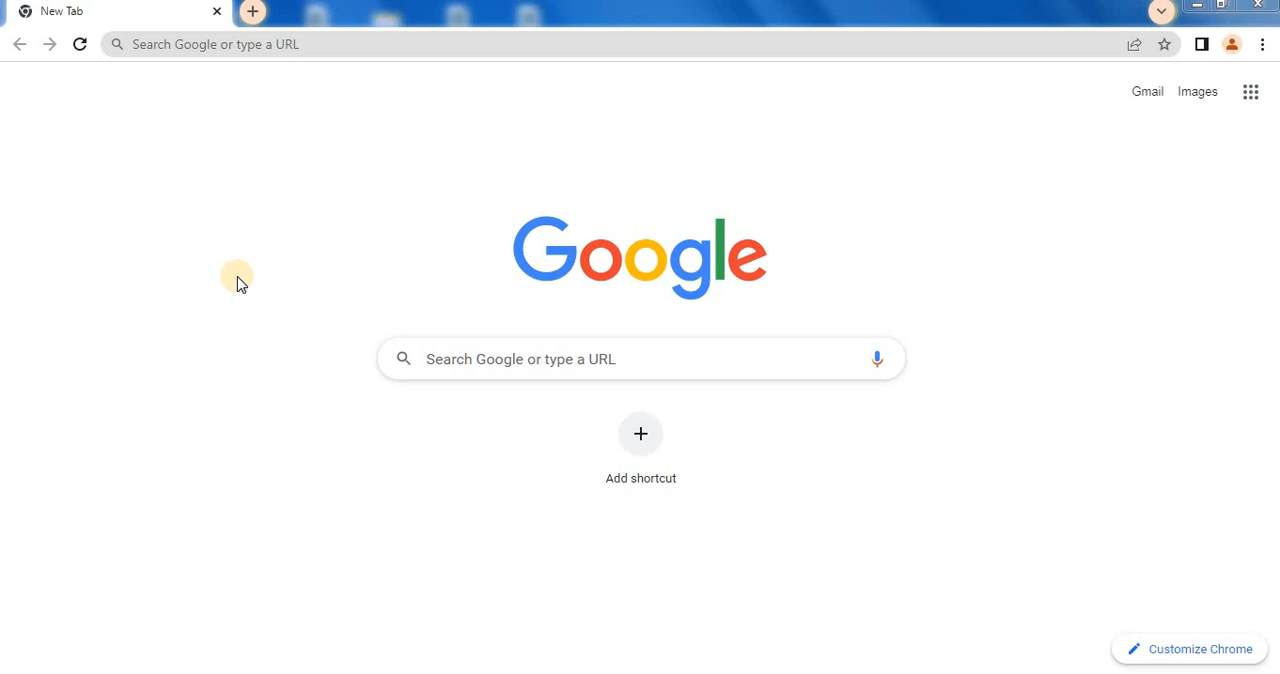 New Tab
Search Google or type a URL
Gmail Images
Google
Search Google or type a URL
Add shortcut
Customize Chrome